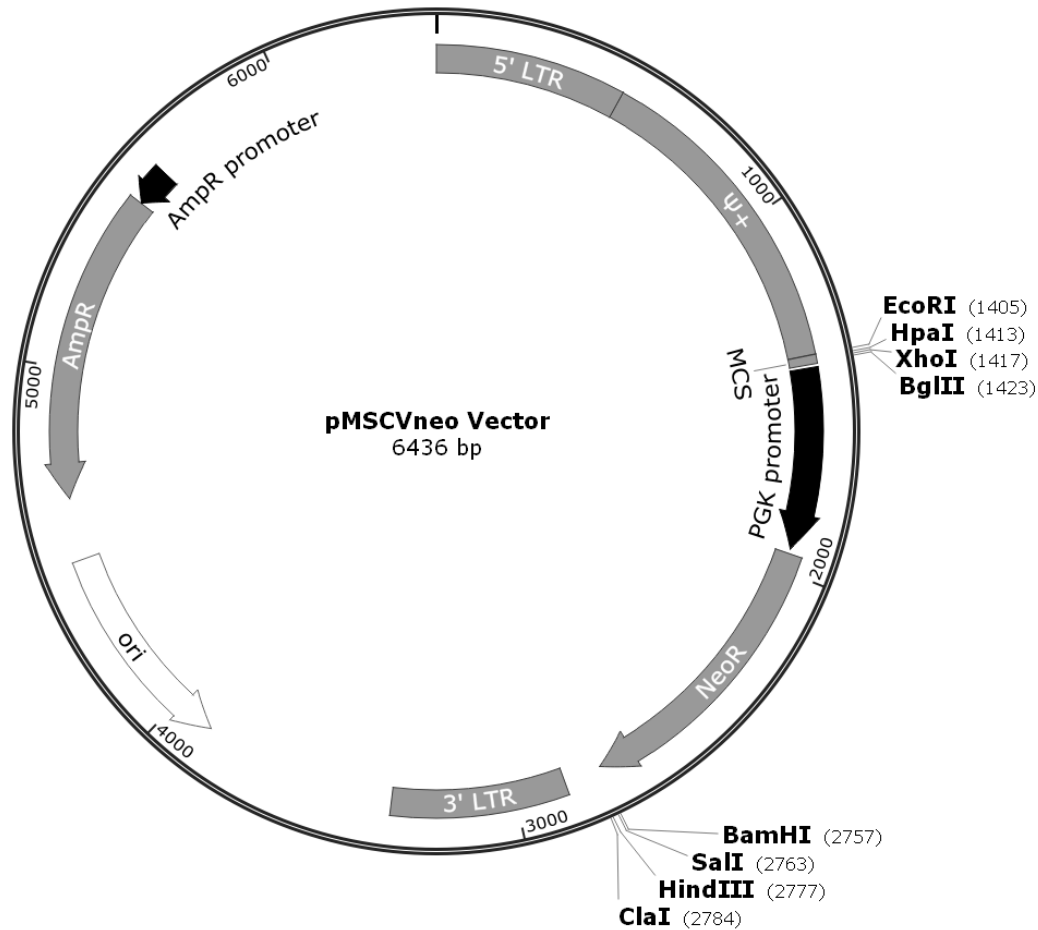 5' LTR
6000
AmpR promoter
1000
Ψ+
EcoRI (1405)
HpaI (1413)
XhoI (1417)
BglII (1423)
AmpR
MCS
5000
PGK promoter
pMSCVneo Vector
6436 bp
2000
ori
NeoR
4000
3' LTR
3000
BamHI (2757)
SalI (2763)
HindIII (2777)
ClaI (2784)